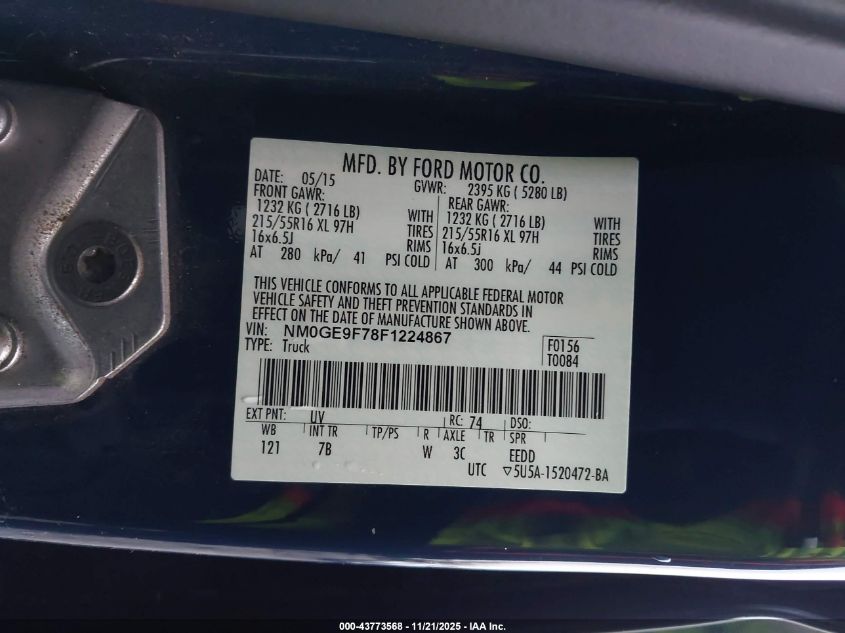 MFD. BY FORD MOTOR CO.
DATE: 05/15 GVWR: 2395 KG ( 5280 LB)
FRONT GAWR: REAR GAWR:
1232 KG ( 2716 LB) WITH 1232 KG ( 2716 LB) WITH
215/55R16 XL 97H TIRES 215/55R16 XL 97H TIRES
16x6.5J RIMS 16x6.5J RIMS
AT 280 kPa/ 41 PSI COLD AT 300 kPa/ 44 PSI COLD
THIS VEHICLE CONFORMS TO ALL APPLICABLE FEDERAL MOTOR
VEHICLE SAFETY AND THEFT PREVENTION STANDARDS IN
EFFECT ON THE DATE OF MANUFACTURE SHOWN ABOVE.
VIN: NM0GE9F78F1224867 F0156
TYPE: Truck T0084
EXT PNT: UV RC: 74 DSO:
WB INT TR TP/PS R AXLE TR SPR
121 7B W 3C EEDD
UTC ▽5U5A-1520472-BA
000-43773568 - 11/21/2025 - IAA Inc.